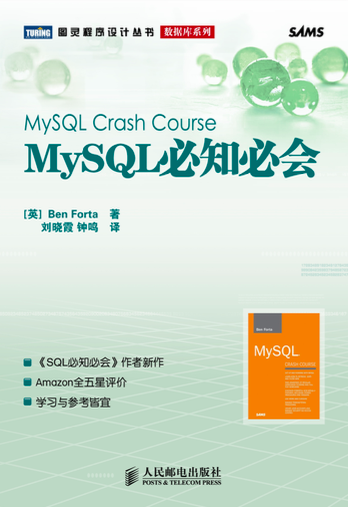 TURING
图灵程序设计丛书 数据库系列
SAMS
MySQL Crash Course
MySQL必知必会
[英] Ben Forta 著
刘晓霞 钟鸣 译
Ben Forta
MySQL
CRASH COURSE
SAMS
《SQL必知必会》作者新作
Amazon全五星评价
学习与参考皆宜
人民邮电出版社
POSTS & TELECOM PRESS